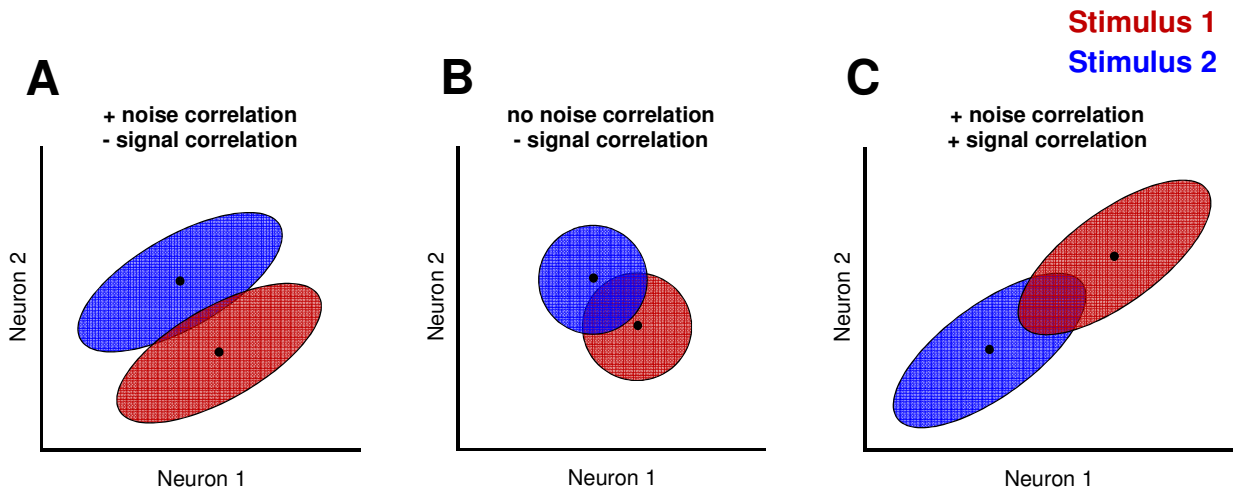 Stimulus 1
Stimulus 2
A
+ noise correlation
- signal correlation
Neuron 2
Neuron 1
B
no noise correlation
- signal correlation
Neuron 2
Neuron 1
C
+ noise correlation
+ signal correlation
Neuron 2
Neuron 1